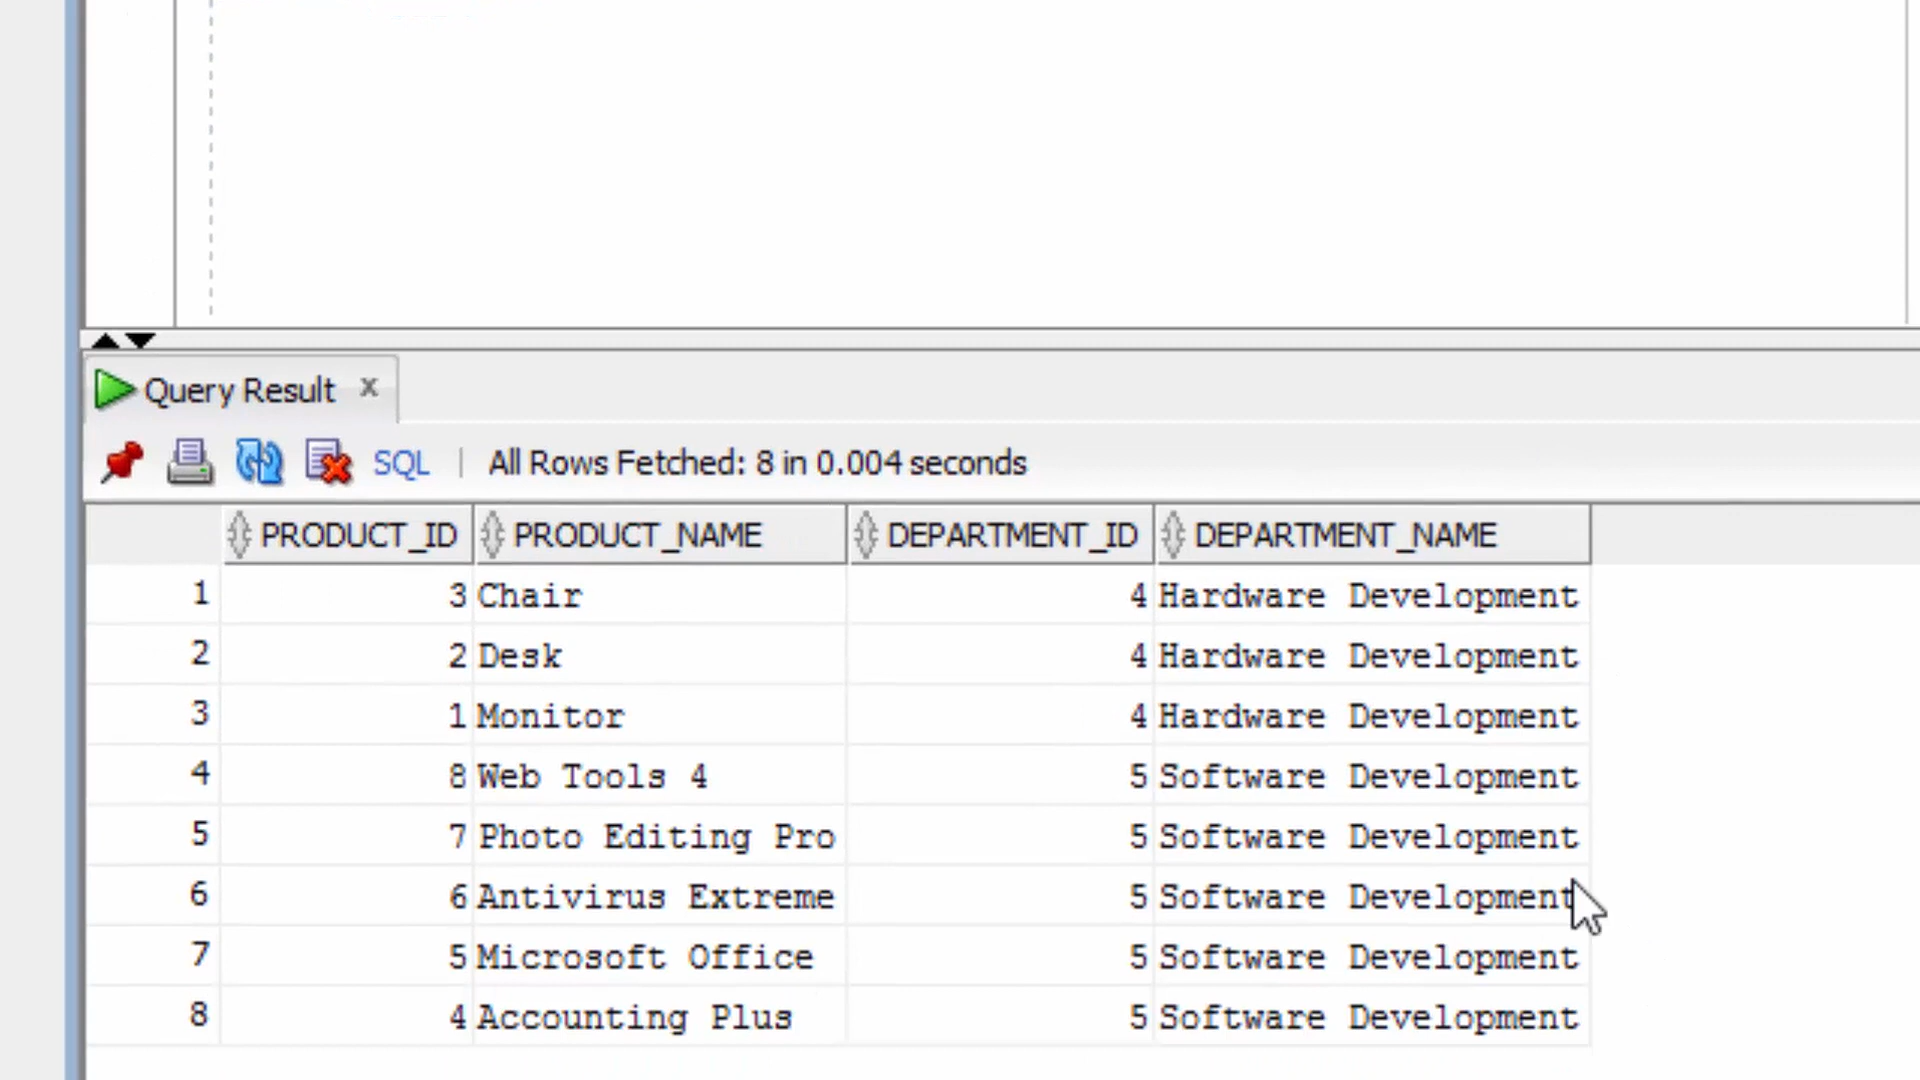 Query Result x
SQL | All Rows Fetched: 8 in 0.004 seconds
PRODUCT_ID PRODUCT_NAME DEPARTMENT_ID DEPARTMENT_NAME
1 3 Chair 4 Hardware Development
2 2 Desk 4 Hardware Development
3 1 Monitor 4 Hardware Development
4 8 Web Tools 4 5 Software Development
5 7 Photo Editing Pro 5 Software Development
6 6 Antivirus Extreme 5 Software Development
7 5 Microsoft Office 5 Software Development
8 4 Accounting Plus 5 Software Development